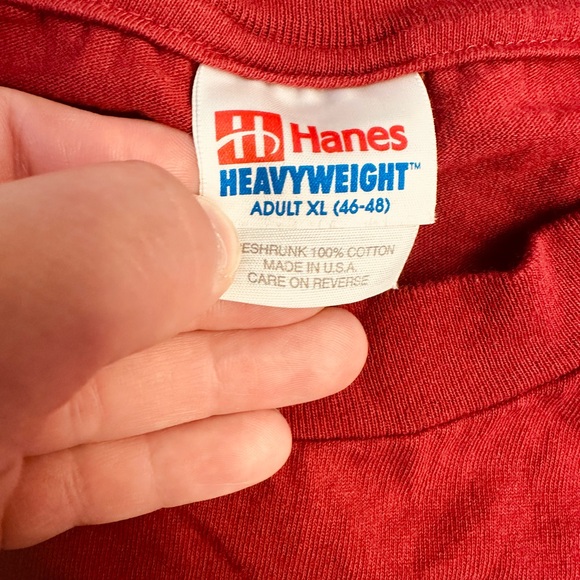 Hanes
HEAVYWEIGHT™
ADULT XL (46-48)
ESHRUNK 100% COTTON
MADE IN U.S.A.
CARE ON REVERSE